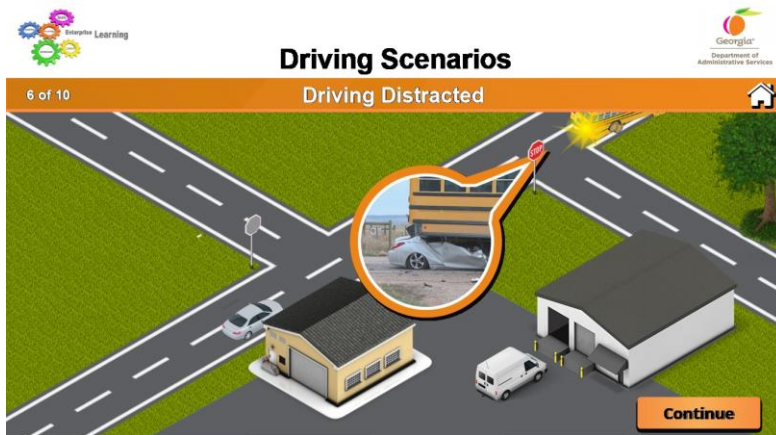 Enterprise Learning
Georgia
Department of
Administrative Services
Driving Scenarios
6 of 10
Driving Distracted
STOP
Continue